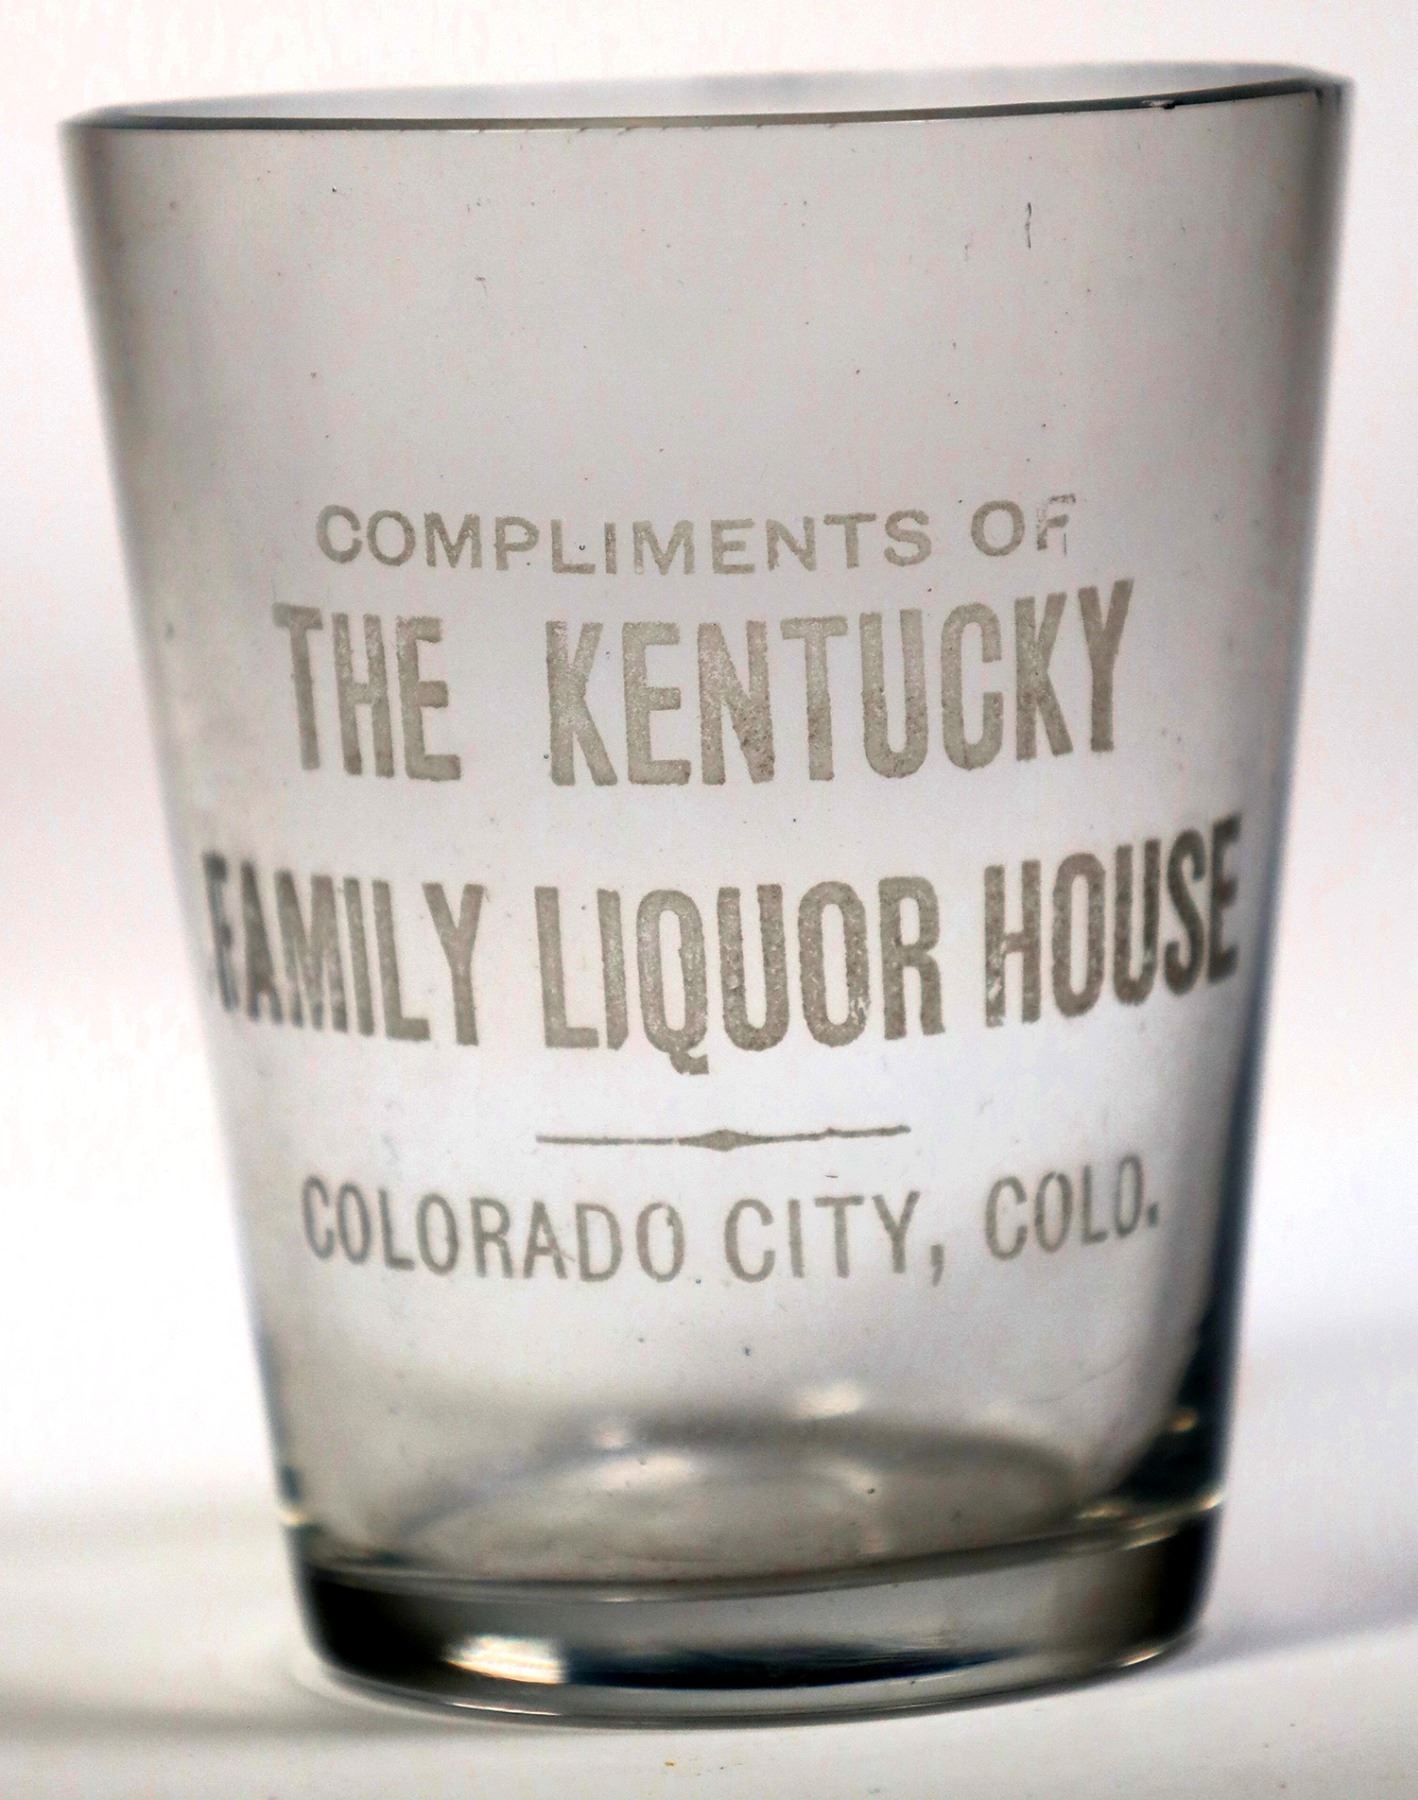 COMPLIMENTS OF
THE KENTUCKY
FAMILY LIQUOR HOUSE
COLORADO CITY, COLO.